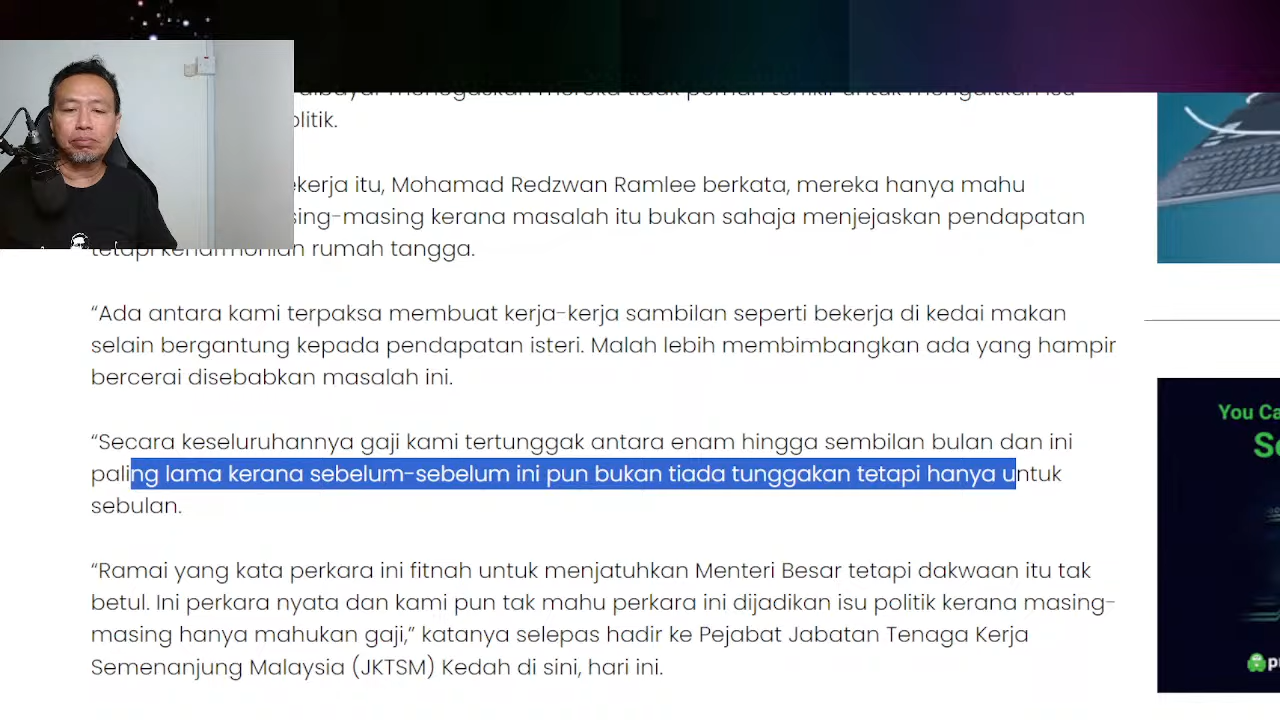 olitik.
ekerja itu, Mohamad Redzwan Ramlee berkata, mereka hanya mahu
sing-masing kerana masalah itu bukan sahaja menjejaskan pendapatan
tetapi keharmonian rumah tangga.
“Ada antara kami terpaksa membuat kerja-kerja sambilan seperti bekerja di kedai makan
selain bergantung kepada pendapatan isteri. Malah lebih membimbangkan ada yang hampir
bercerai disebabkan masalah ini.
“Secara keseluruhannya gaji kami tertunggak antara enam hingga sembilan bulan dan ini
paling lama kerana sebelum-sebelum ini pun bukan tiada tunggakan tetapi hanya untuk
sebulan.
“Ramai yang kata perkara ini fitnah untuk menjatuhkan Menteri Besar tetapi dakwaan itu tak
betul. Ini perkara nyata dan kami pun tak mahu perkara ini dijadikan isu politik kerana masing-
masing hanya mahukan gaji,” katanya selepas hadir ke Pejabat Jabatan Tenaga Kerja
Semenanjung Malaysia (JKTSM) Kedah di sini, hari ini.
You Ca